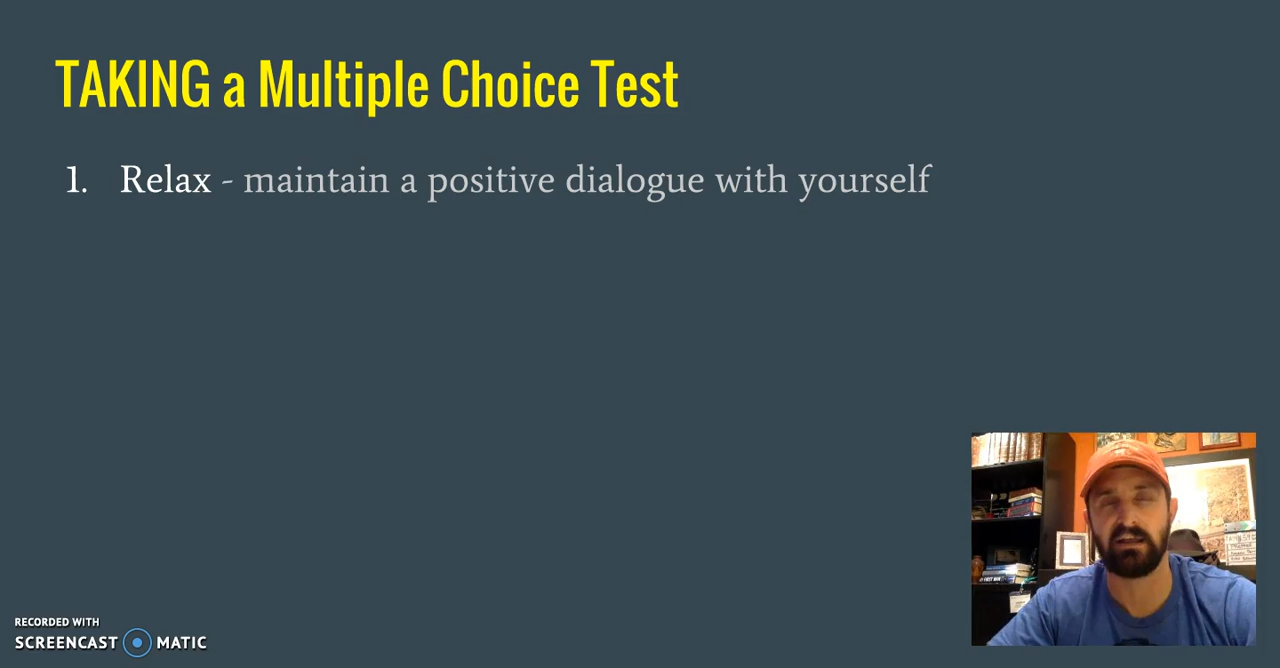 TAKING a Multiple Choice Test
1. Relax - maintain a positive dialogue with yourself
RECORDED WITH
SCREENCAST MATIC